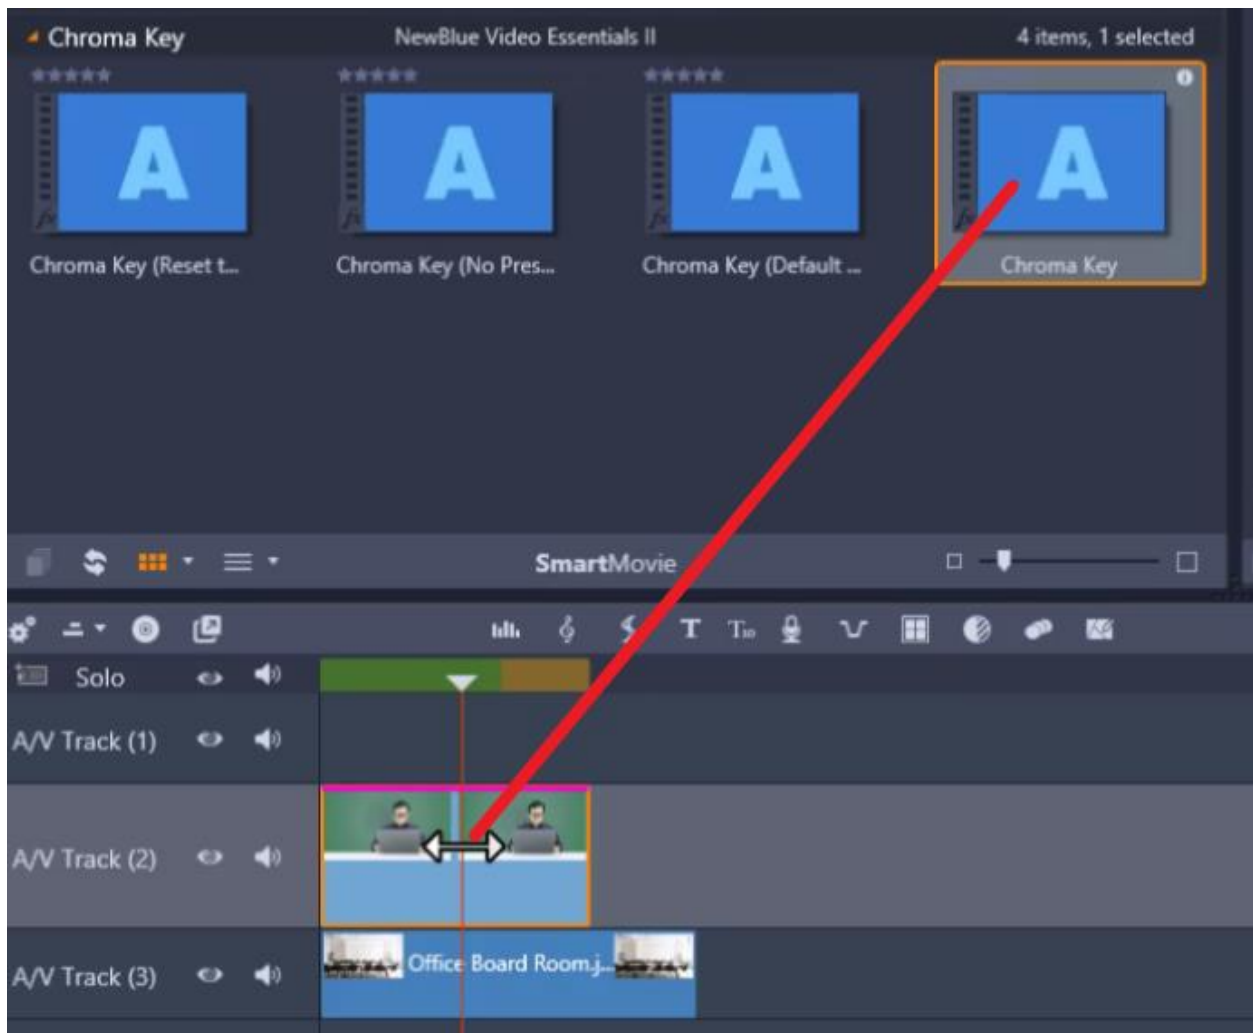 Chroma Key NewBlue Video Essentials II 4 items, 1 selected
A A A A
Chroma Key (Reset t... Chroma Key (No Pres... Chroma Key (Default ... Chroma Key
SmartMovie
Solo
A/V Track (1)
A/V Track (2)
Office Board Room.j...
A/V Track (3)